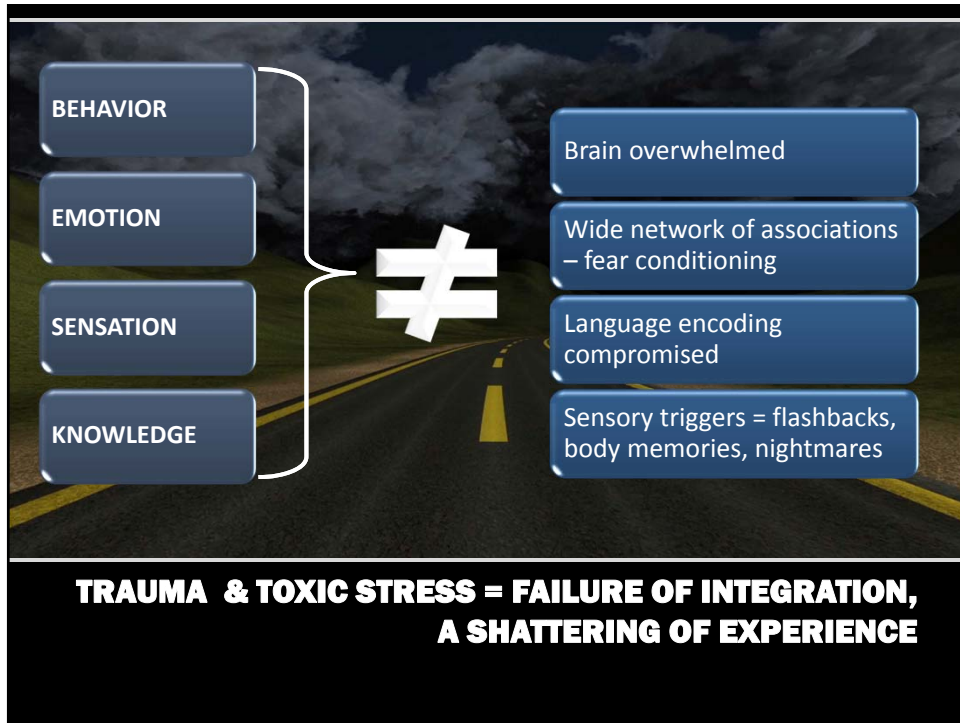 BEHAVIOR
EMOTION
SENSATION
KNOWLEDGE
≠
Brain overwhelmed
Wide network of associations
– fear conditioning
Language encoding
compromised
Sensory triggers = flashbacks,
body memories, nightmares
TRAUMA & TOXIC STRESS = FAILURE OF INTEGRATION,
A SHATTERING OF EXPERIENCE